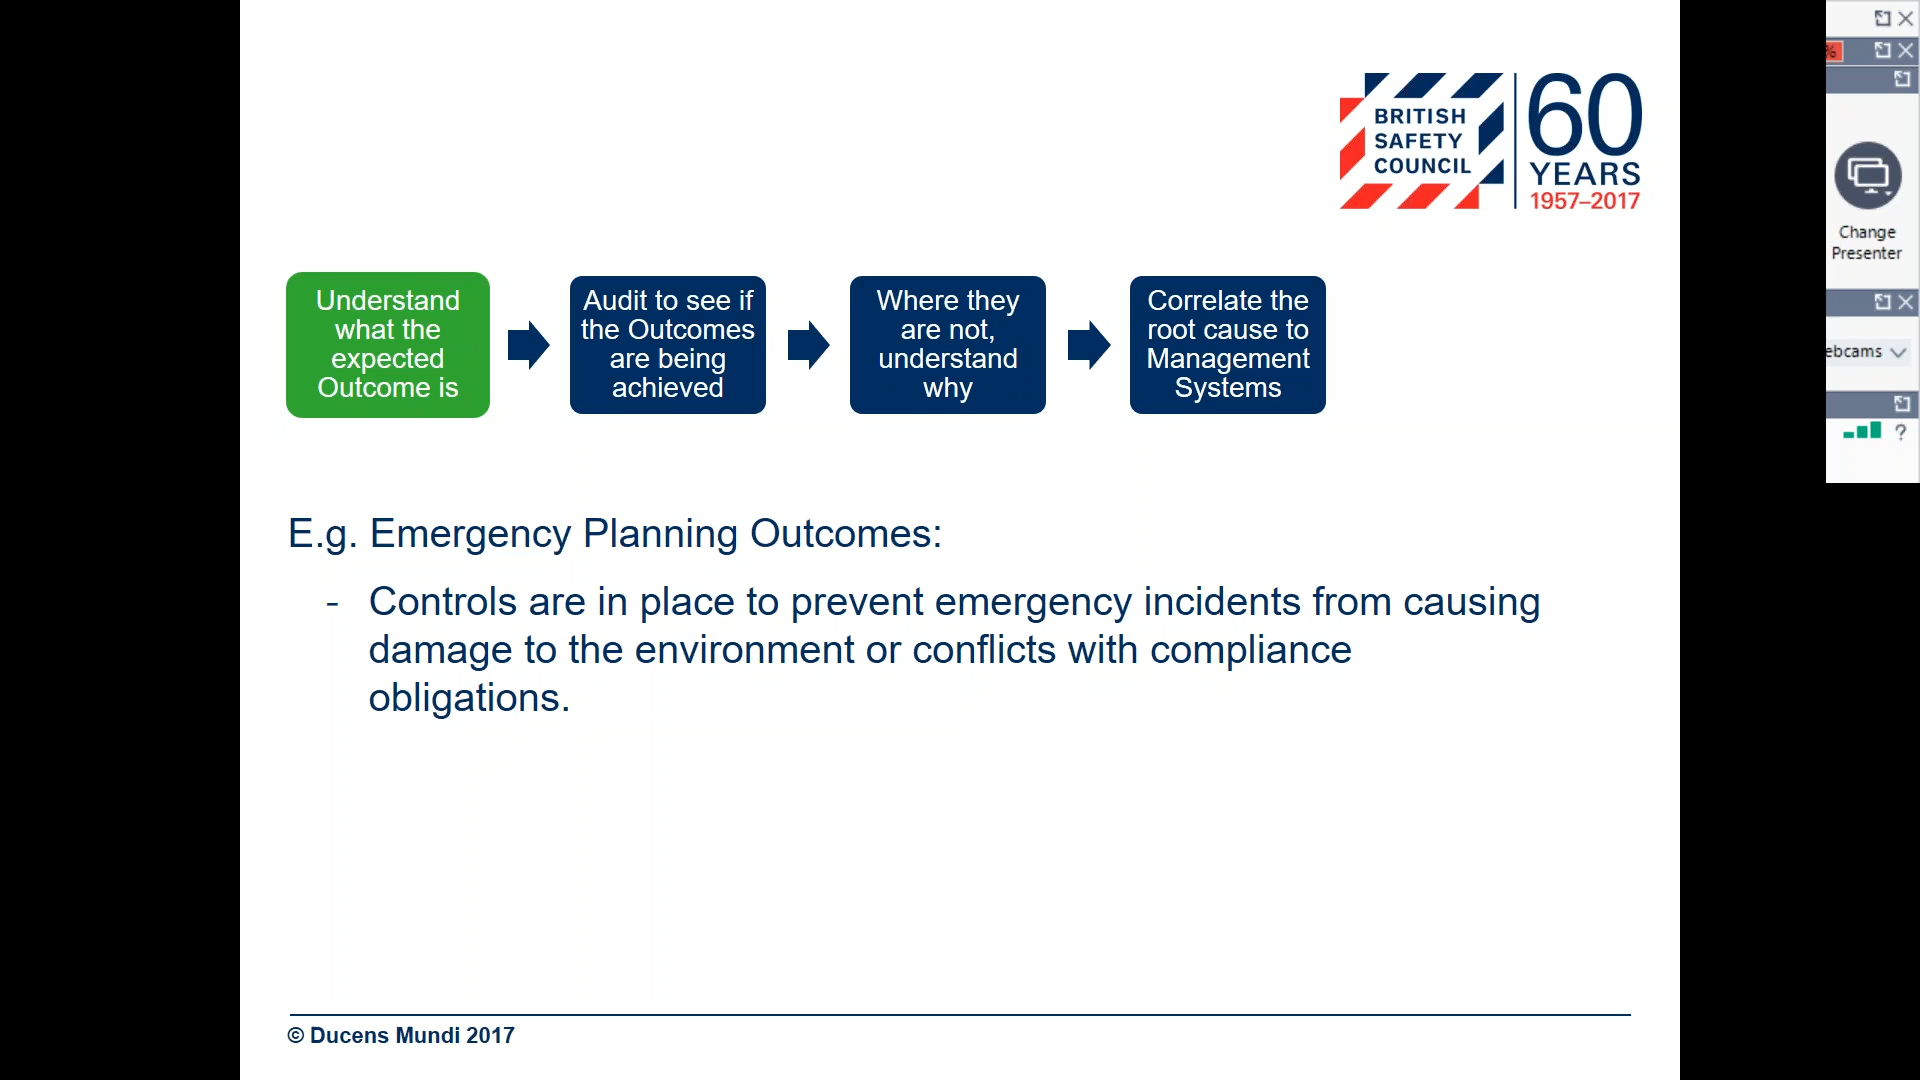 BRITISH
SAFETY
COUNCIL
60
YEARS
1957–2017
Understand
what the
expected
Outcome is
Audit to see if
the Outcomes
are being
achieved
Where they
are not,
understand
why
Correlate the
root cause to
Management
Systems
E.g. Emergency Planning Outcomes:
- Controls are in place to prevent emergency incidents from causing
damage to the environment or conflicts with compliance
obligations.
© Ducens Mundi 2017
%
Change
Presenter
ebcams
?